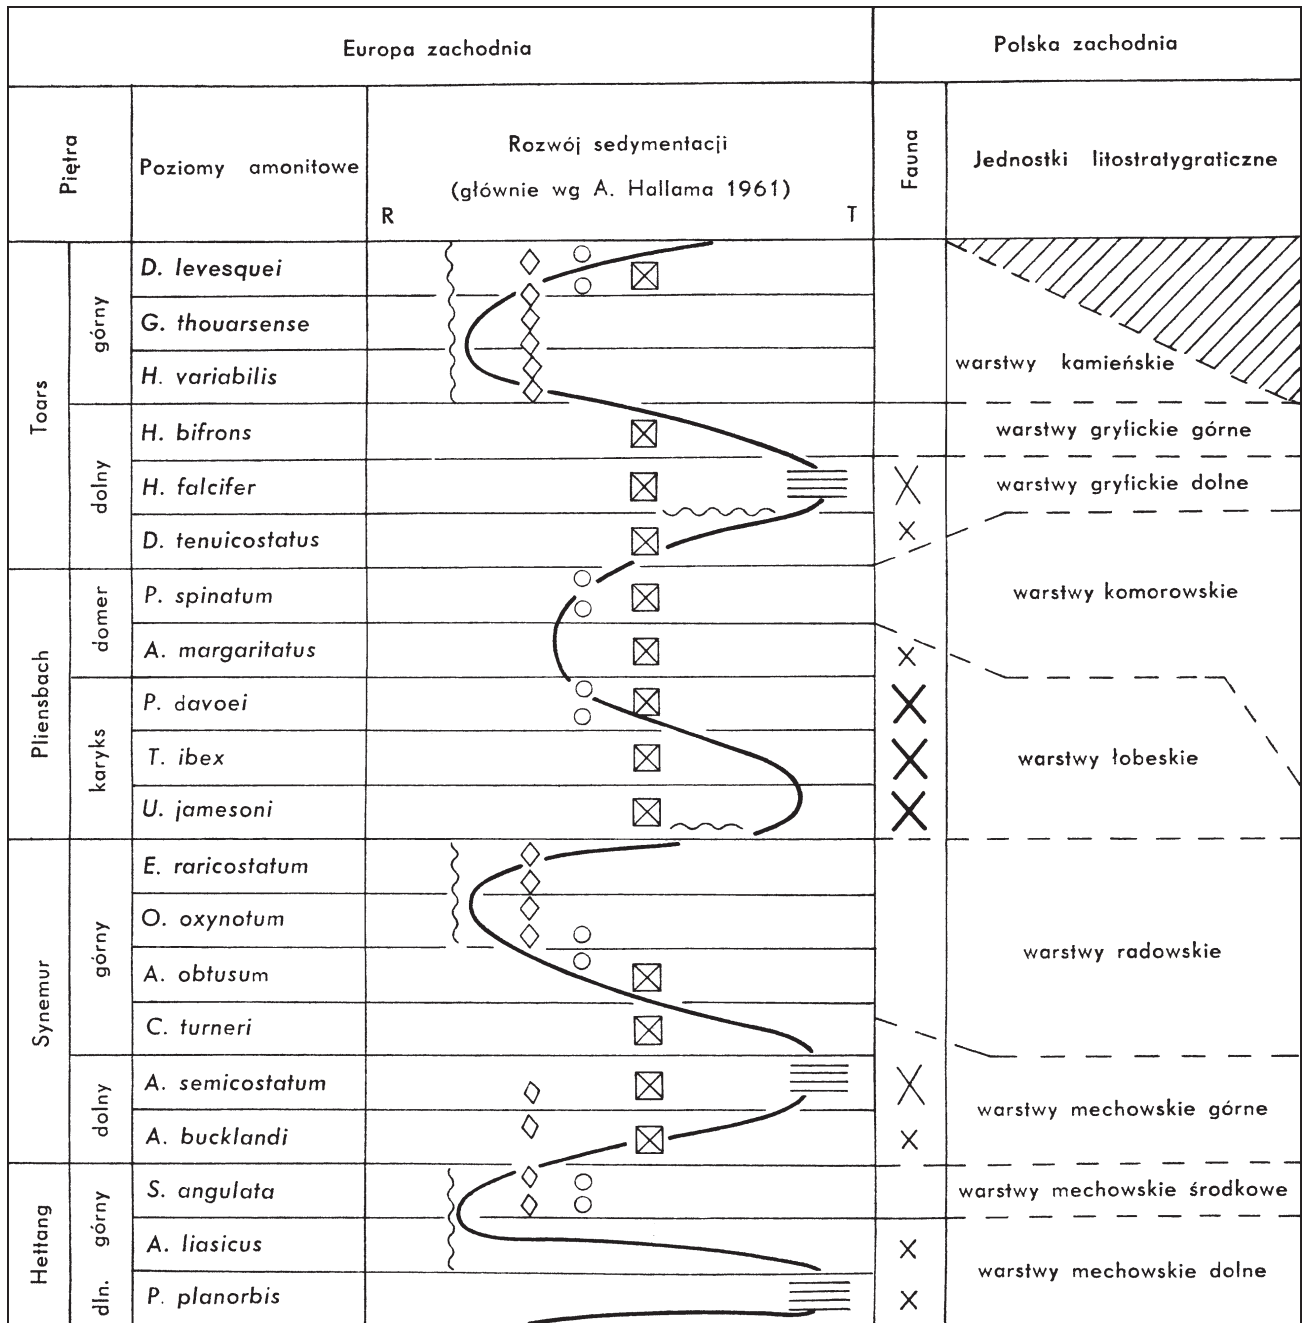 Europa zachodnia
Polska zachodnia
Piętra
Poziomy amonitowe
Rozwój sedymentacji
(głównie wg A. Hallama 1961)
R
T
Fauna
Jednostki litostratygraticzne
Toars
górny
D. levesquei
G. thouarsense
H. variabilis
warstwy kamieńskie
dolny
H. bifrons
warstwy gryfickie górne
H. falcifer
warstwy gryfickie dolne
D. tenuicostatus
Pliensbach
domer
P. spinatum
warstwy komorowskie
A. margaritatus
karyks
P. davoei
T. ibex
warstwy łobeskie
U. jamesoni
Synemur
górny
E. raricostatum
O. oxynotum
warstwy radowskie
A. obtusum
C. turneri
dolny
A. semicostatum
warstwy mechowskie górne
A. bucklandi
Hettang
górny
S. angulata
warstwy mechowskie środkowe
A. liasicus
warstwy mechowskie dolne
dln.
P. planorbis